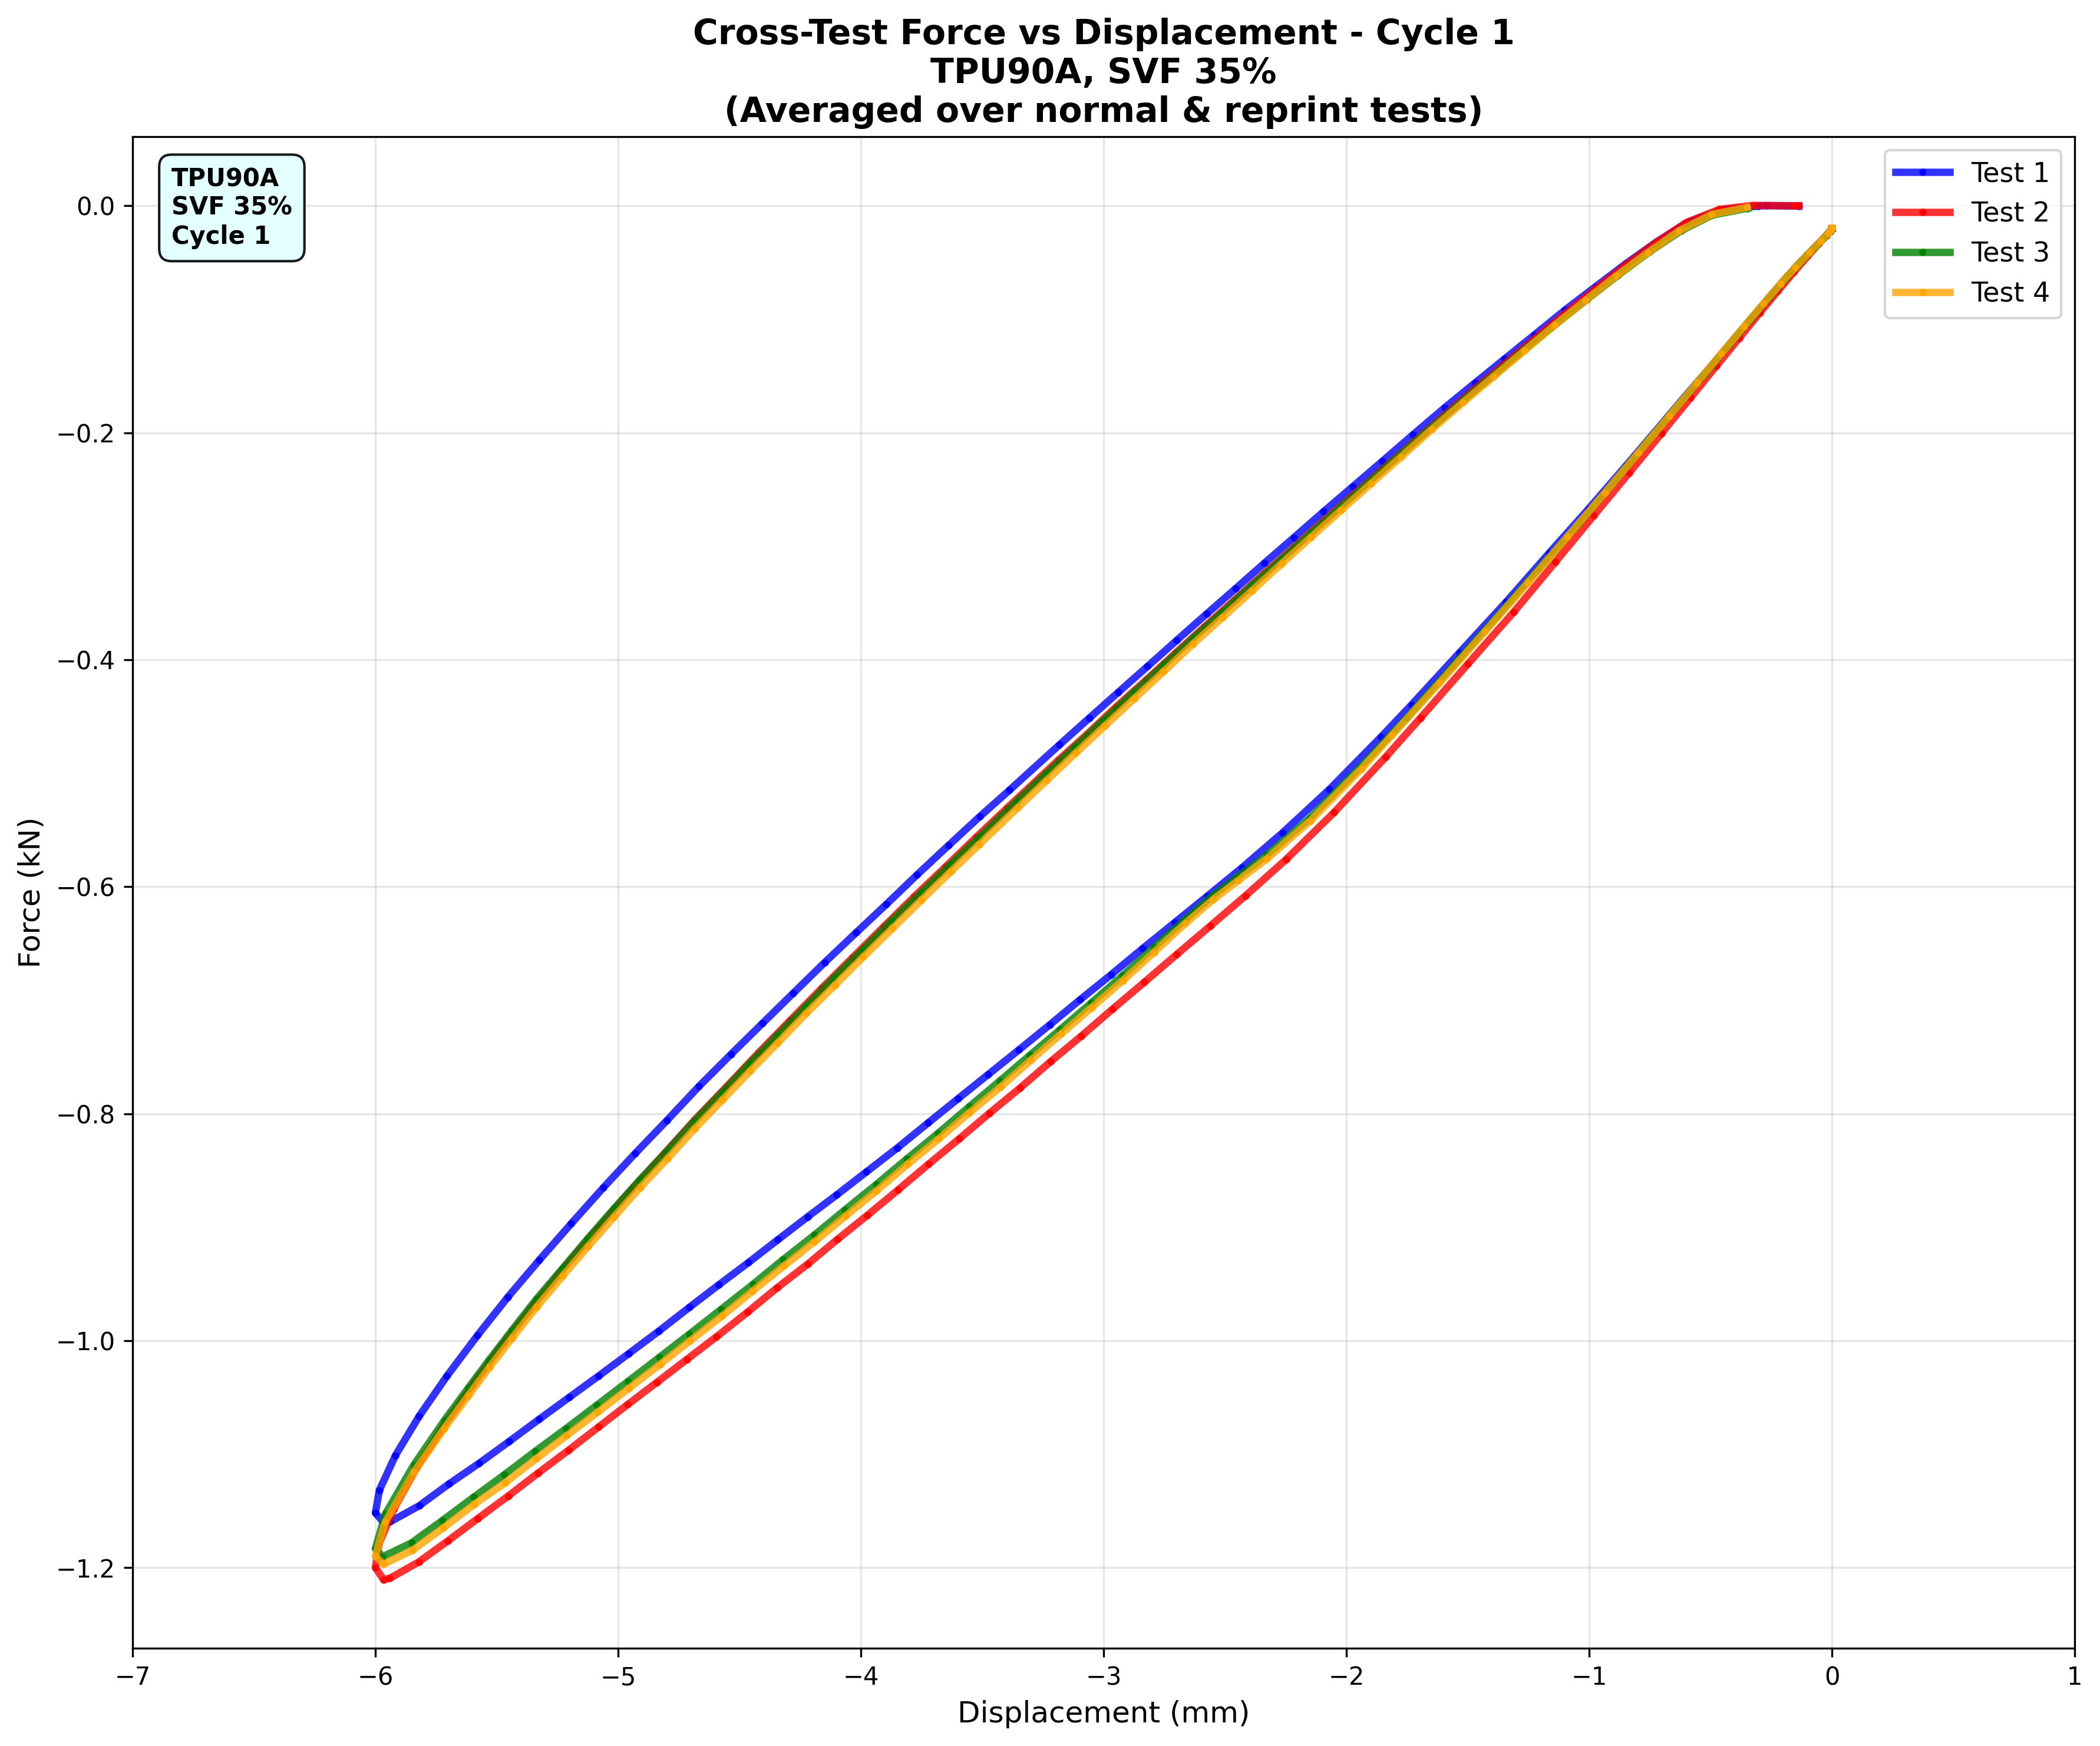 Cross-Test Force vs Displacement - Cycle 1
TPU90A, SVF 35%
(Averaged over normal & reprint tests)
TPU90A
SVF 35%
Cycle 1
Test 1
Test 2
Test 3
Test 4
0.0
−0.2
−0.4
−0.6
−0.8
−1.0
−1.2
Force (kN)
−7
−6
−5
−4
−3
−2
−1
0
1
Displacement (mm)